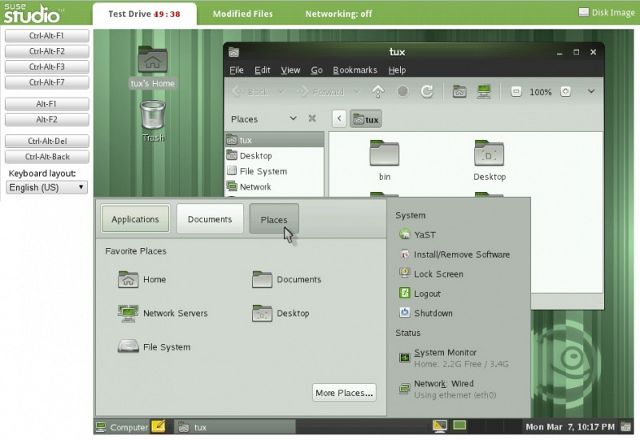 suse
studio™
Test Drive 49:38
Modified Files
Networking: off
Disk Image
Ctrl-Alt-F1
Ctrl-Alt-F2
Ctrl-Alt-F3
Ctrl-Alt-F7
Alt-F1
Alt-F2
Ctrl-Alt-Del
Ctrl-Alt-Back
Keyboard layout:
English (US)
tux's Home
Trash
tux
File Edit View Go Bookmarks Help
Back Forward 100%
Places
tux
tux
Desktop
File System
Network
bin
Desktop
Applications
Documents
Places
Favorite Places
Home
Documents
Network Servers
Desktop
File System
More Places...
System
YaST
Install/Remove Software
Lock Screen
Logout
Shutdown
Status
System Monitor
Home: 2.2G Free / 3.4G
Network: Wired
Using ethernet (eth0)
Computer
tux
Mon Mar 7, 10:17 PM